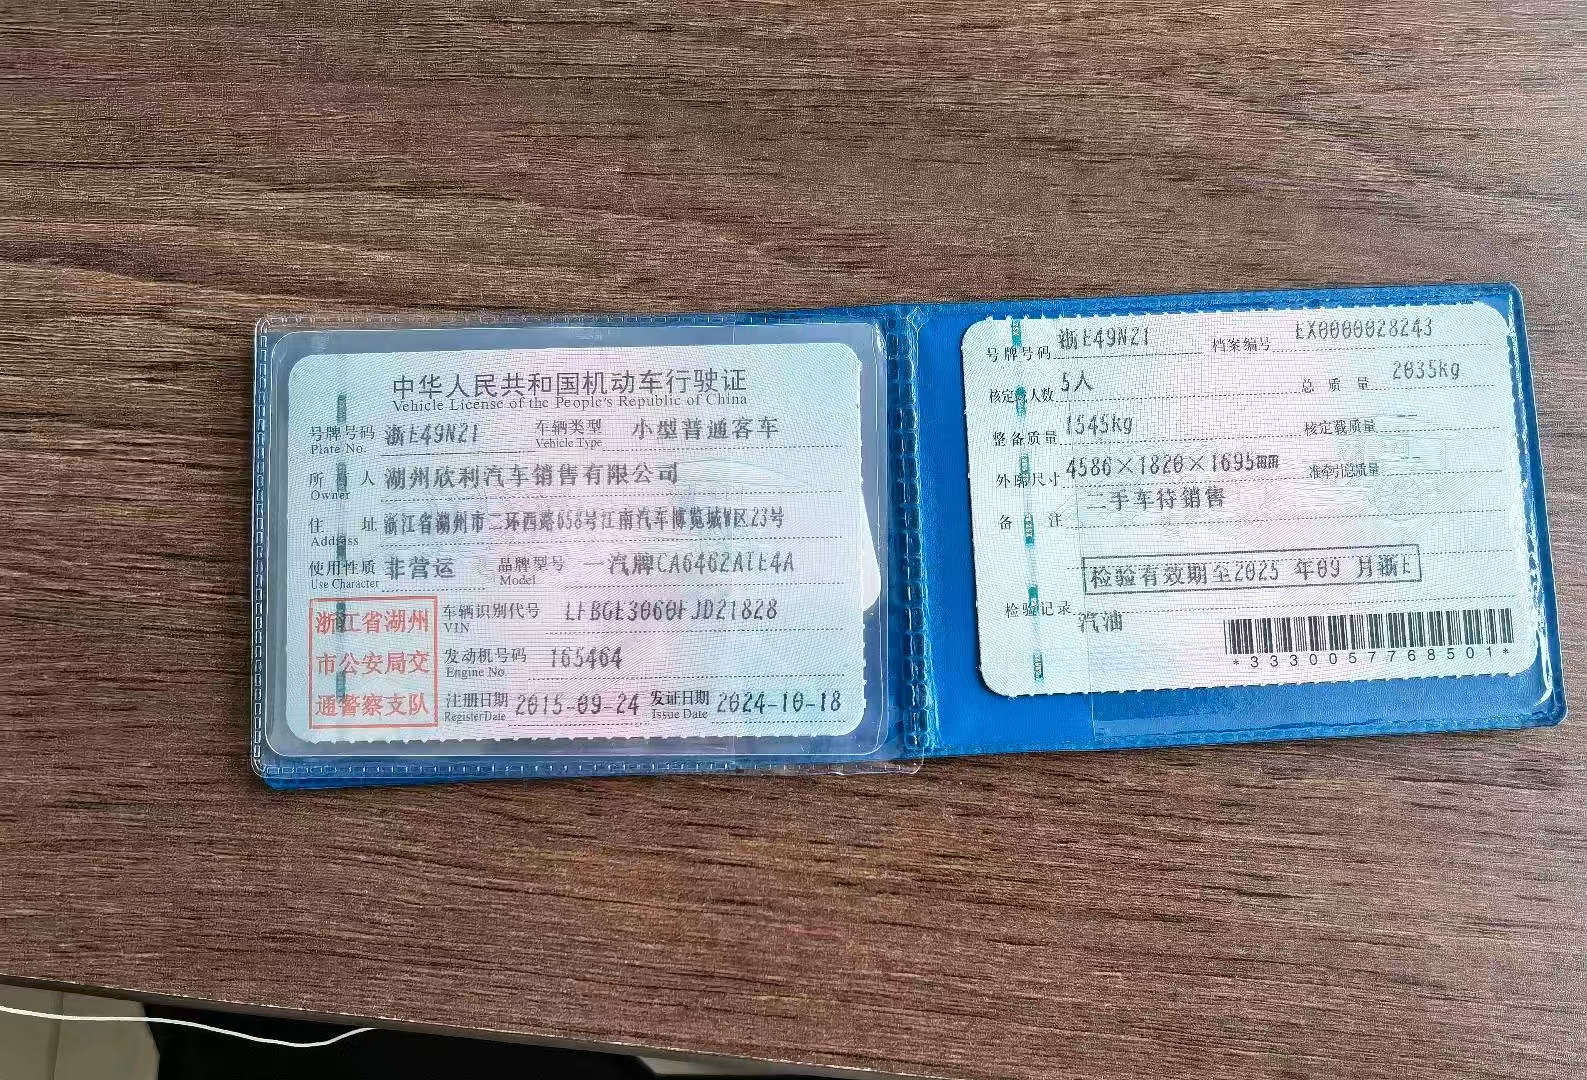 中华人民共和国机动车行驶证
Vehicle License of the People's Republic of China
号牌号码 浙E49N21 车辆类型 小型普通客车
Plate No. Vehicle Type
所有人 湖州欣利汽车销售有限公司
Owner
住址 浙江省湖州市二环西路658号江南汽车博览城W区23号
Address
使用性质 非营运 品牌型号 一汽牌CA6462ATE4A
Use Character Model
浙江省湖州
市公安局交
通警察支队
车辆识别代号 LFBGE3060FJD21828
VIN
发动机号码 165464
Engine No.
注册日期 2015-09-24 发证日期 2024-10-18
Register Date Issue Date
号牌号码 浙E49N21 档案编号 EX0000028243
核定载人数 5人 总质量 2035kg
整备质量 1545kg 核定载质量 --
外廓尺寸 4586×1820×1695mm 准牵引总质量 --
备注 二手车待销售
检验有效期至2025年09月浙E
检验记录 汽油
*3330057768501*